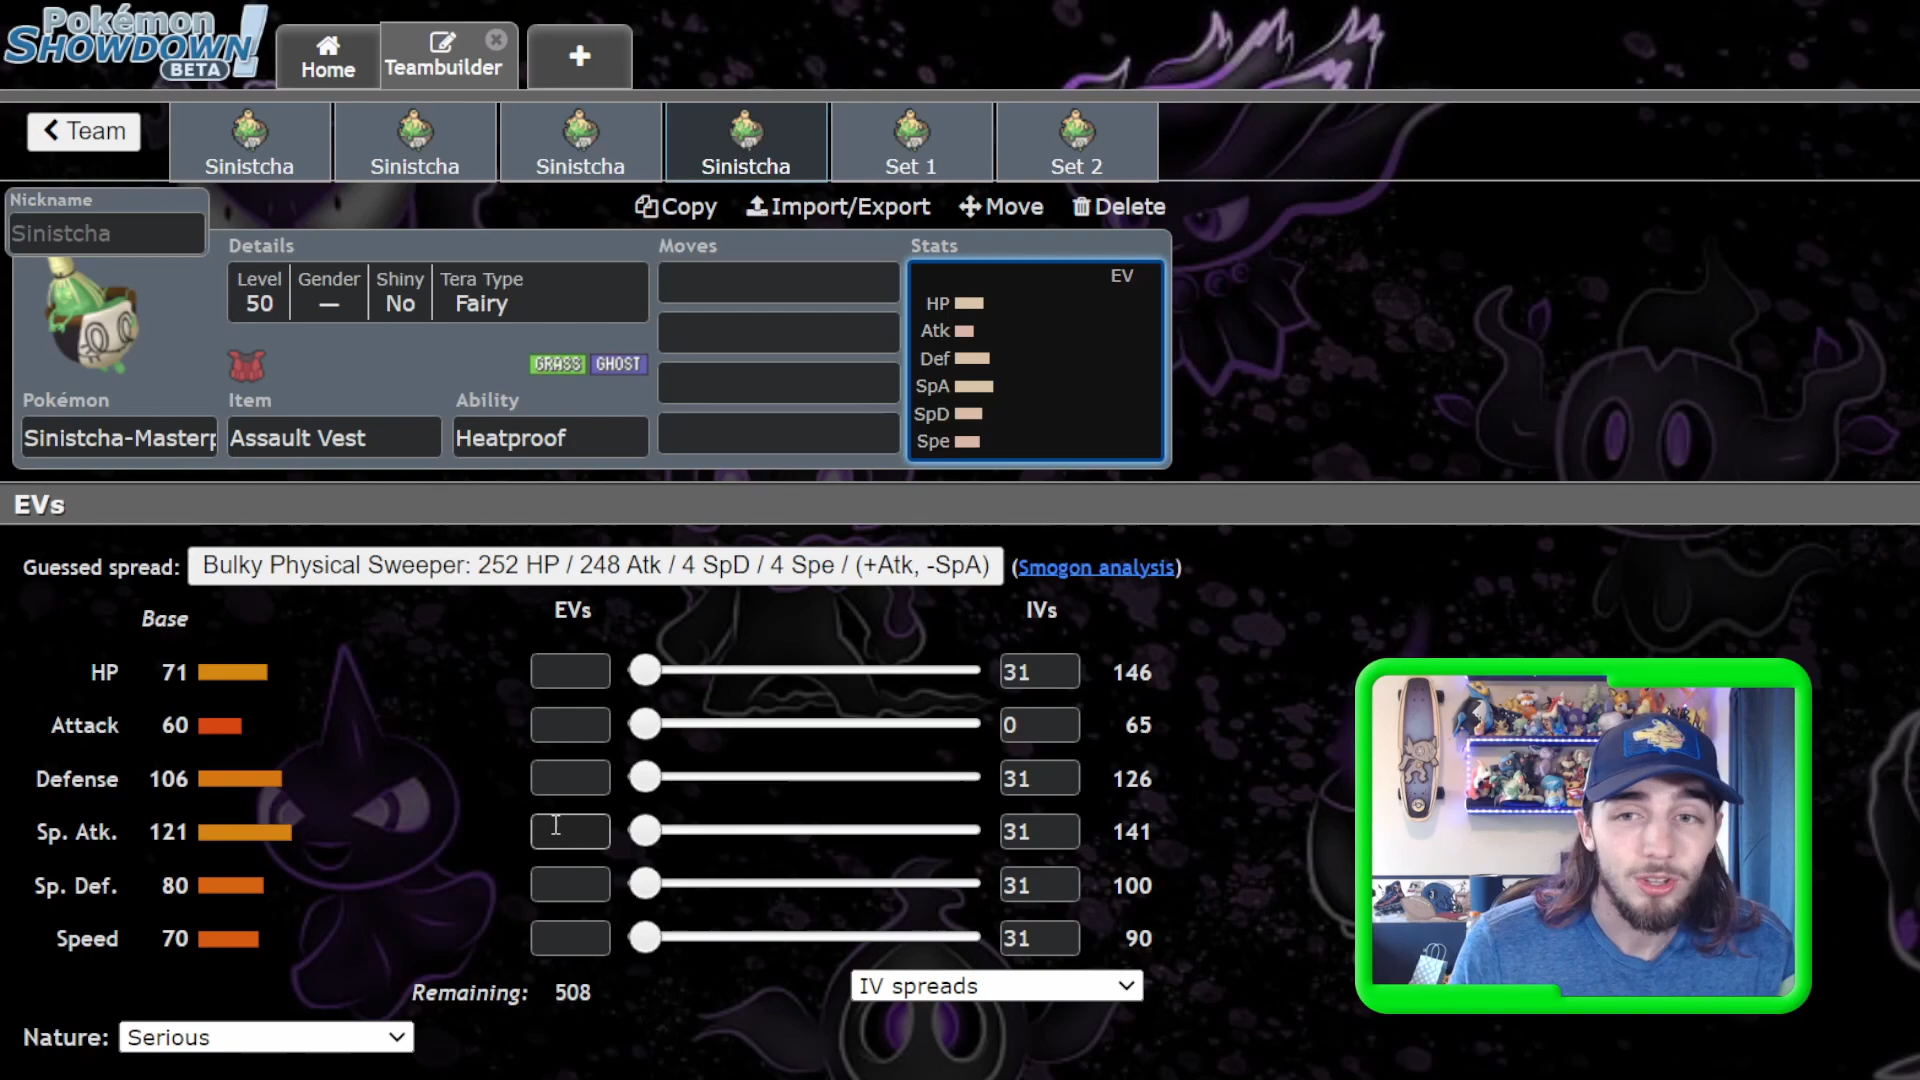 Pokémon
SHOWDOWN!
BETA
Home
Teambuilder
+
Team
Sinistcha
Sinistcha
Sinistcha
Sinistcha
Set 1
Set 2
Copy
Import/Export
Move
Delete
Nickname
Sinistcha
Details
Level
50
Gender
—
Shiny
No
Tera Type
Fairy
GRASS GHOST
Pokémon
Sinistcha-Masterp
Item
Assault Vest
Ability
Heatproof
Moves
Stats
EV
HP
Atk
Def
SpA
SpD
Spe
EVs
Guessed spread: Bulky Physical Sweeper: 252 HP / 248 Atk / 4 SpD / 4 Spe / (+Atk, -SpA) (Smogon analysis)
Base EVs IVs
HP 71 31 146
Attack 60 0 65
Defense 106 31 126
Sp. Atk. 121 31 141
Sp. Def. 80 31 100
Speed 70 31 90
Remaining: 508
IV spreads
Nature: Serious